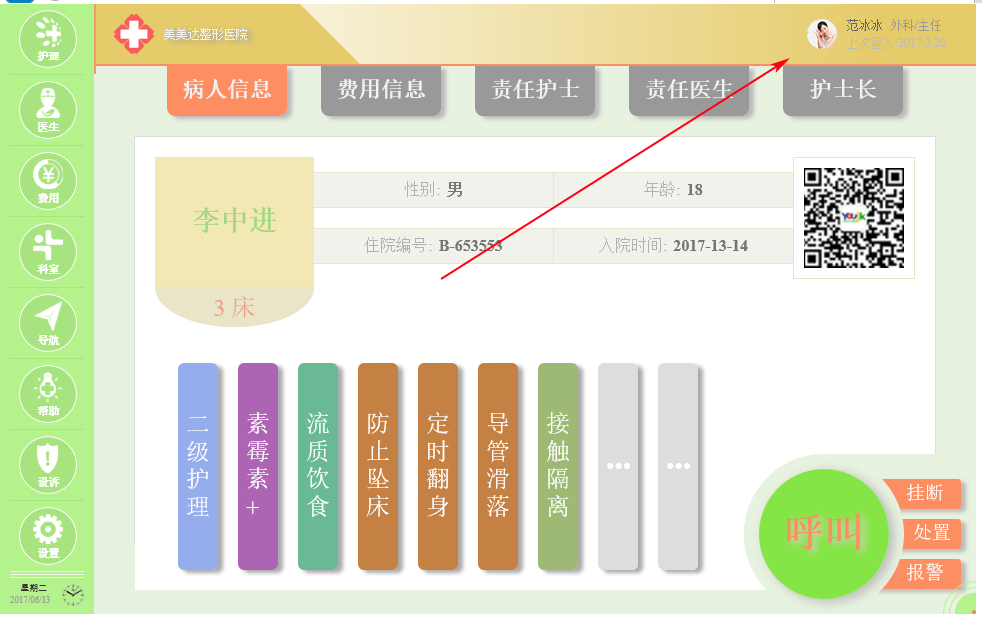 美美达整形医院
范冰冰 外科/主任
上次登入:2017.3.20
病人信息 费用信息 责任护士 责任医生 护士长
护理
医生
费用
科室
导航
帮助
设诉
设置
星期二
2017/06/13
李中进
3 床
性别: 男 年龄: 18
住院编号: B-653553 入院时间: 2017-13-14
二级护理
素霉素+
流质饮食
防止坠床
定时翻身
导管滑落
接触隔离
...
...
呼叫
挂断
处置
报警